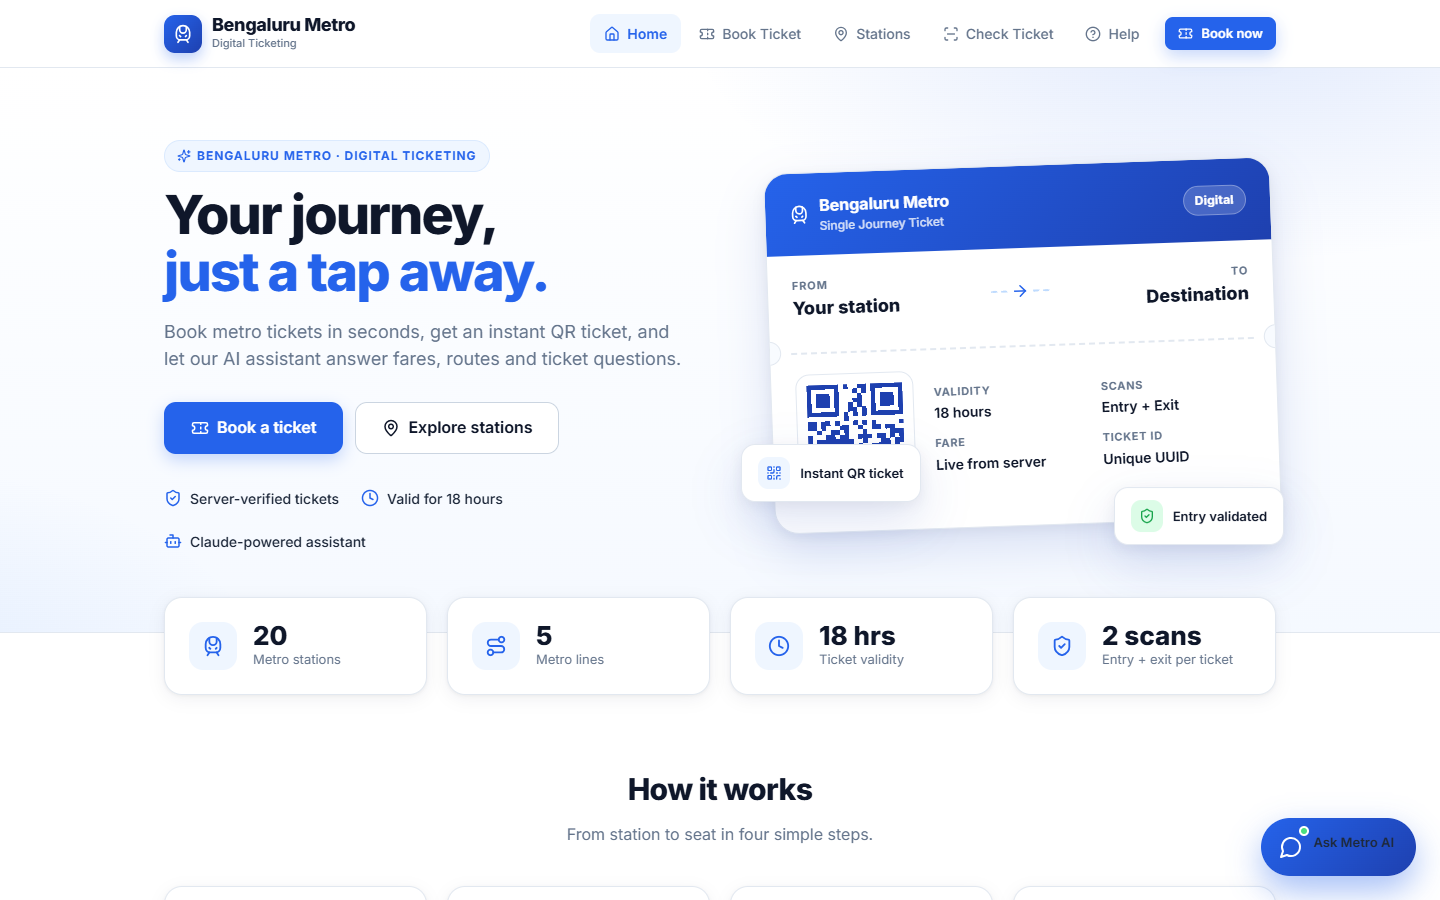 Bengaluru Metro
Digital Ticketing
Home
Book Ticket
Stations
Check Ticket
Help
Book now
BENGALURU METRO · DIGITAL TICKETING
Your journey,
just a tap away.
Book metro tickets in seconds, get an instant QR ticket, and
let our AI assistant answer fares, routes and ticket questions.
Book a ticket
Explore stations
Server-verified tickets
Valid for 18 hours
Claude-powered assistant
Bengaluru Metro
Single Journey Ticket
Digital
FROM
Your station
TO
Destination
VALIDITY
18 hours
SCANS
Entry + Exit
FARE
Live from server
TICKET ID
Unique UUID
Instant QR ticket
Entry validated
20
Metro stations
5
Metro lines
18 hrs
Ticket validity
2 scans
Entry + exit per ticket
How it works
From station to seat in four simple steps.
Ask Metro AI